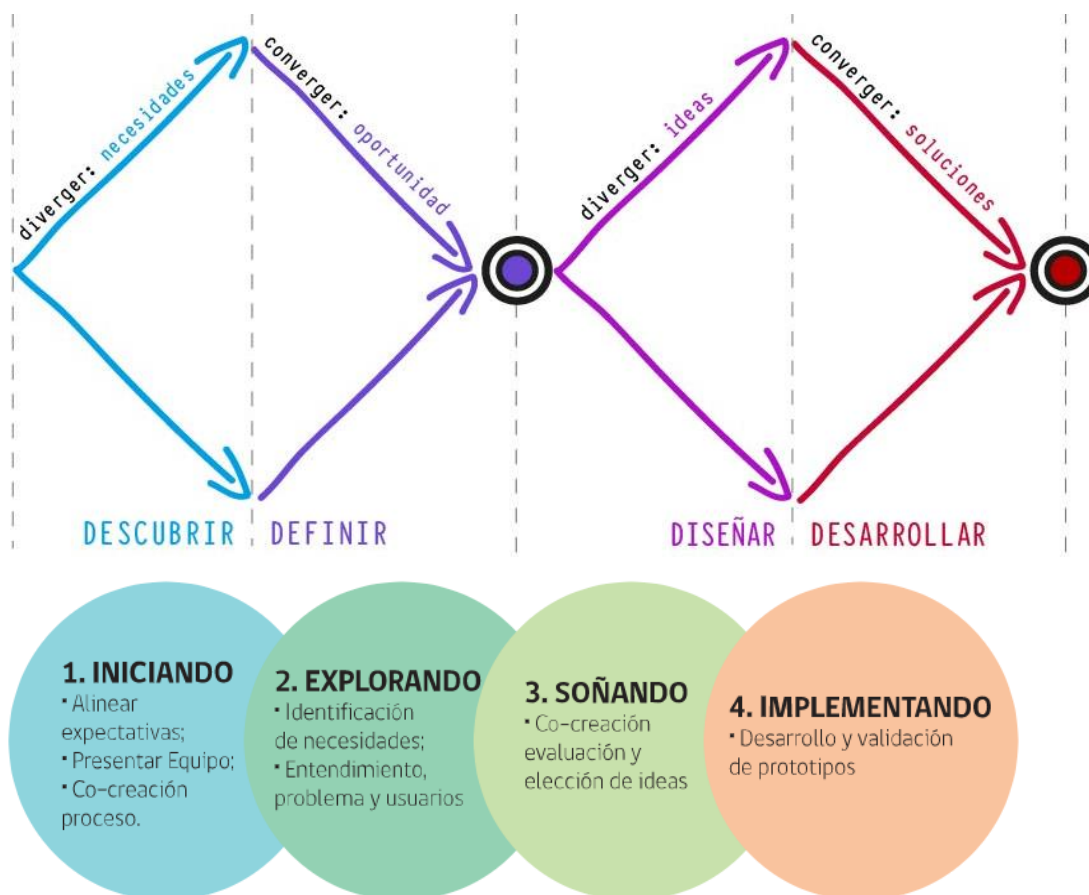 diverger: necesidades
converger: oportunidad
diverger: ideas
converger: soluciones
DESCUBRIR
DEFINIR
DISEÑAR
DESARROLLAR
1. INICIANDO
▪ Alinear
expectativas;
▪ Presentar Equipo;
▪ Co-creación
proceso.
2. EXPLORANDO
▪ Identificación
de necesidades;
▪ Entendimiento,
problema y usuarios
3. SOÑANDO
▪ Co-creación
evaluación y
elección de ideas
4. IMPLEMENTANDO
▪ Desarrollo y validación
de prototipos